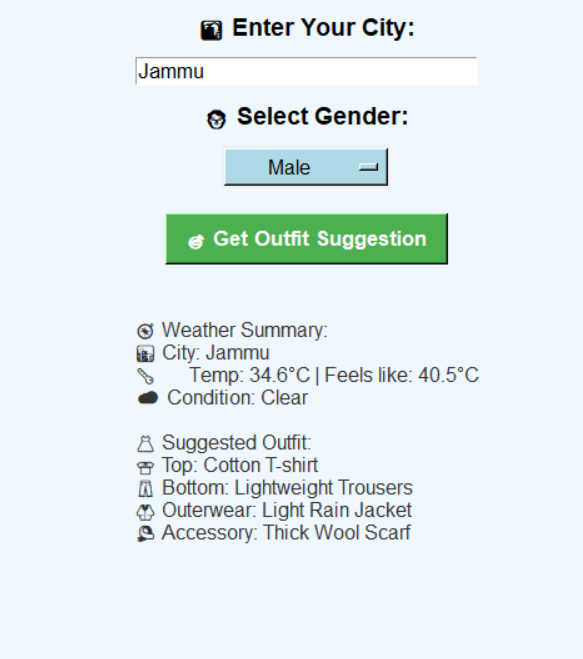 Enter Your City:
Jammu
Select Gender:
Male
Get Outfit Suggestion
Weather Summary:
City: Jammu
Temp: 34.6°C | Feels like: 40.5°C
Condition: Clear
Suggested Outfit:
Top: Cotton T-shirt
Bottom: Lightweight Trousers
Outerwear: Light Rain Jacket
Accessory: Thick Wool Scarf